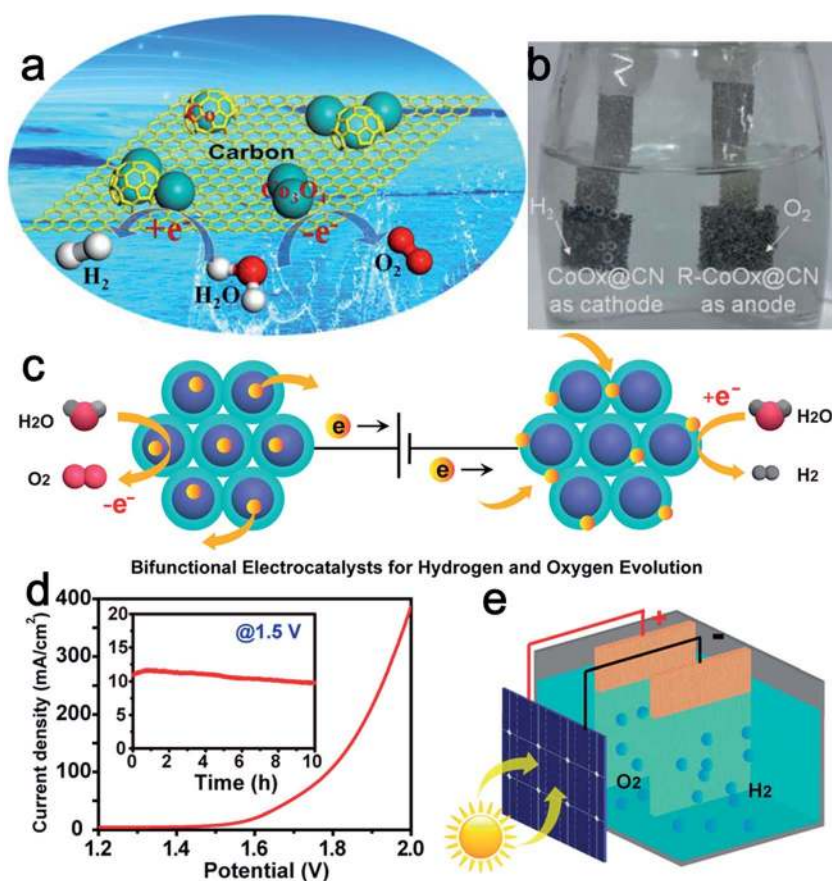 a
Carbon
Co3O4
+e-
-e-
H2
H2O
O2
b
H2
O2
CoOx@CN
R-CoOx@CN
as cathode
as anode
c
H2O
O2
-e-
e
e
+e-
H2O
H2
Bifunctional Electrocatalysts for Hydrogen and Oxygen Evolution
d
Current density (mA/cm2)
400
300
200
100
0
1.2
1.4
1.6
1.8
2.0
Potential (V)
20
15
10
5
0
@1.5 V
0
2
4
6
8
10
Time (h)
e
+
-
O2
H2